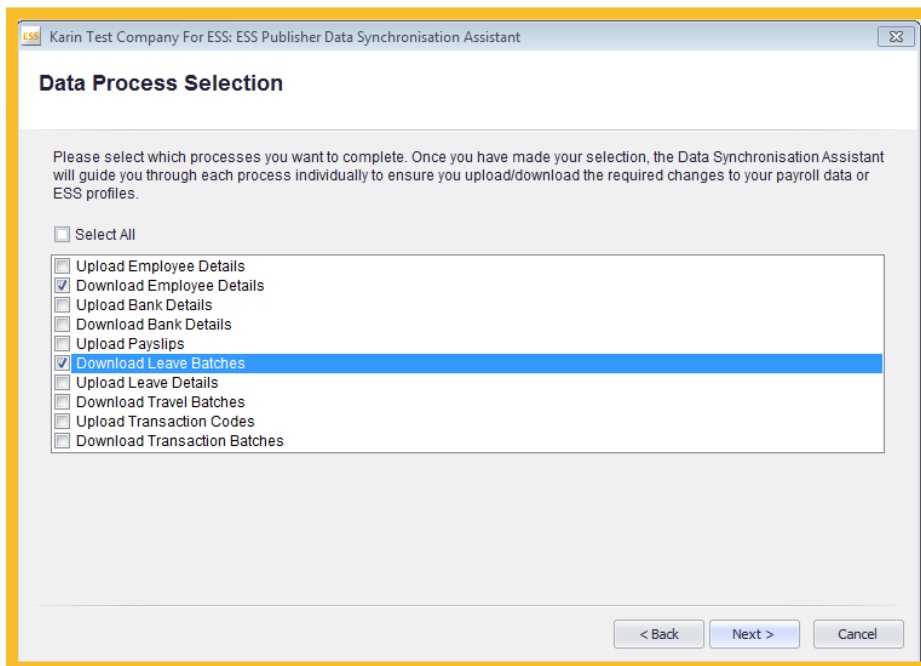 ESS Karin Test Company For ESS: ESS Publisher Data Synchronisation Assistant
Data Process Selection
Please select which processes you want to complete. Once you have made your selection, the Data Synchronisation Assistant
will guide you through each process individually to ensure you upload/download the required changes to your payroll data or
ESS profiles.
Select All
Upload Employee Details
Download Employee Details
Upload Bank Details
Download Bank Details
Upload Payslips
Download Leave Batches
Upload Leave Details
Download Travel Batches
Upload Transaction Codes
Download Transaction Batches
< Back Next > Cancel